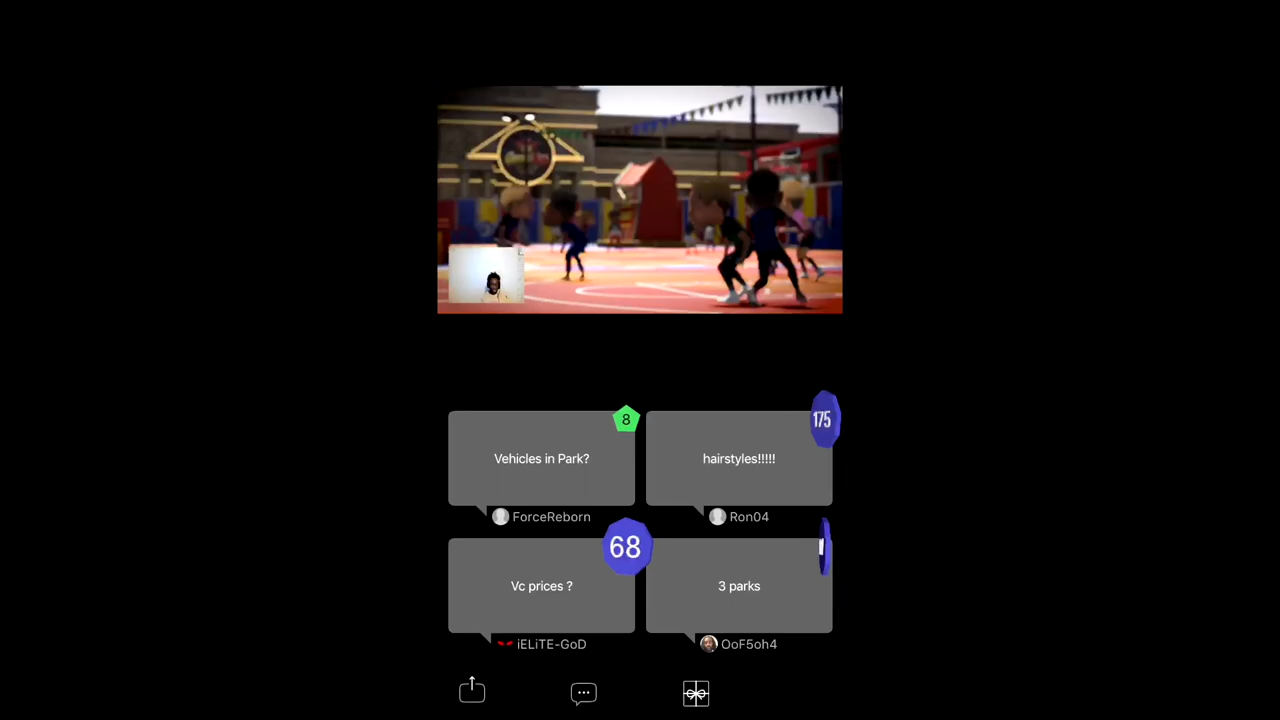 8
175
Vehicles in Park?
hairstyles!!!!!
ForceReborn
Ron04
68
Vc prices ?
3 parks
iELiTE-GoD
OoF5oh4